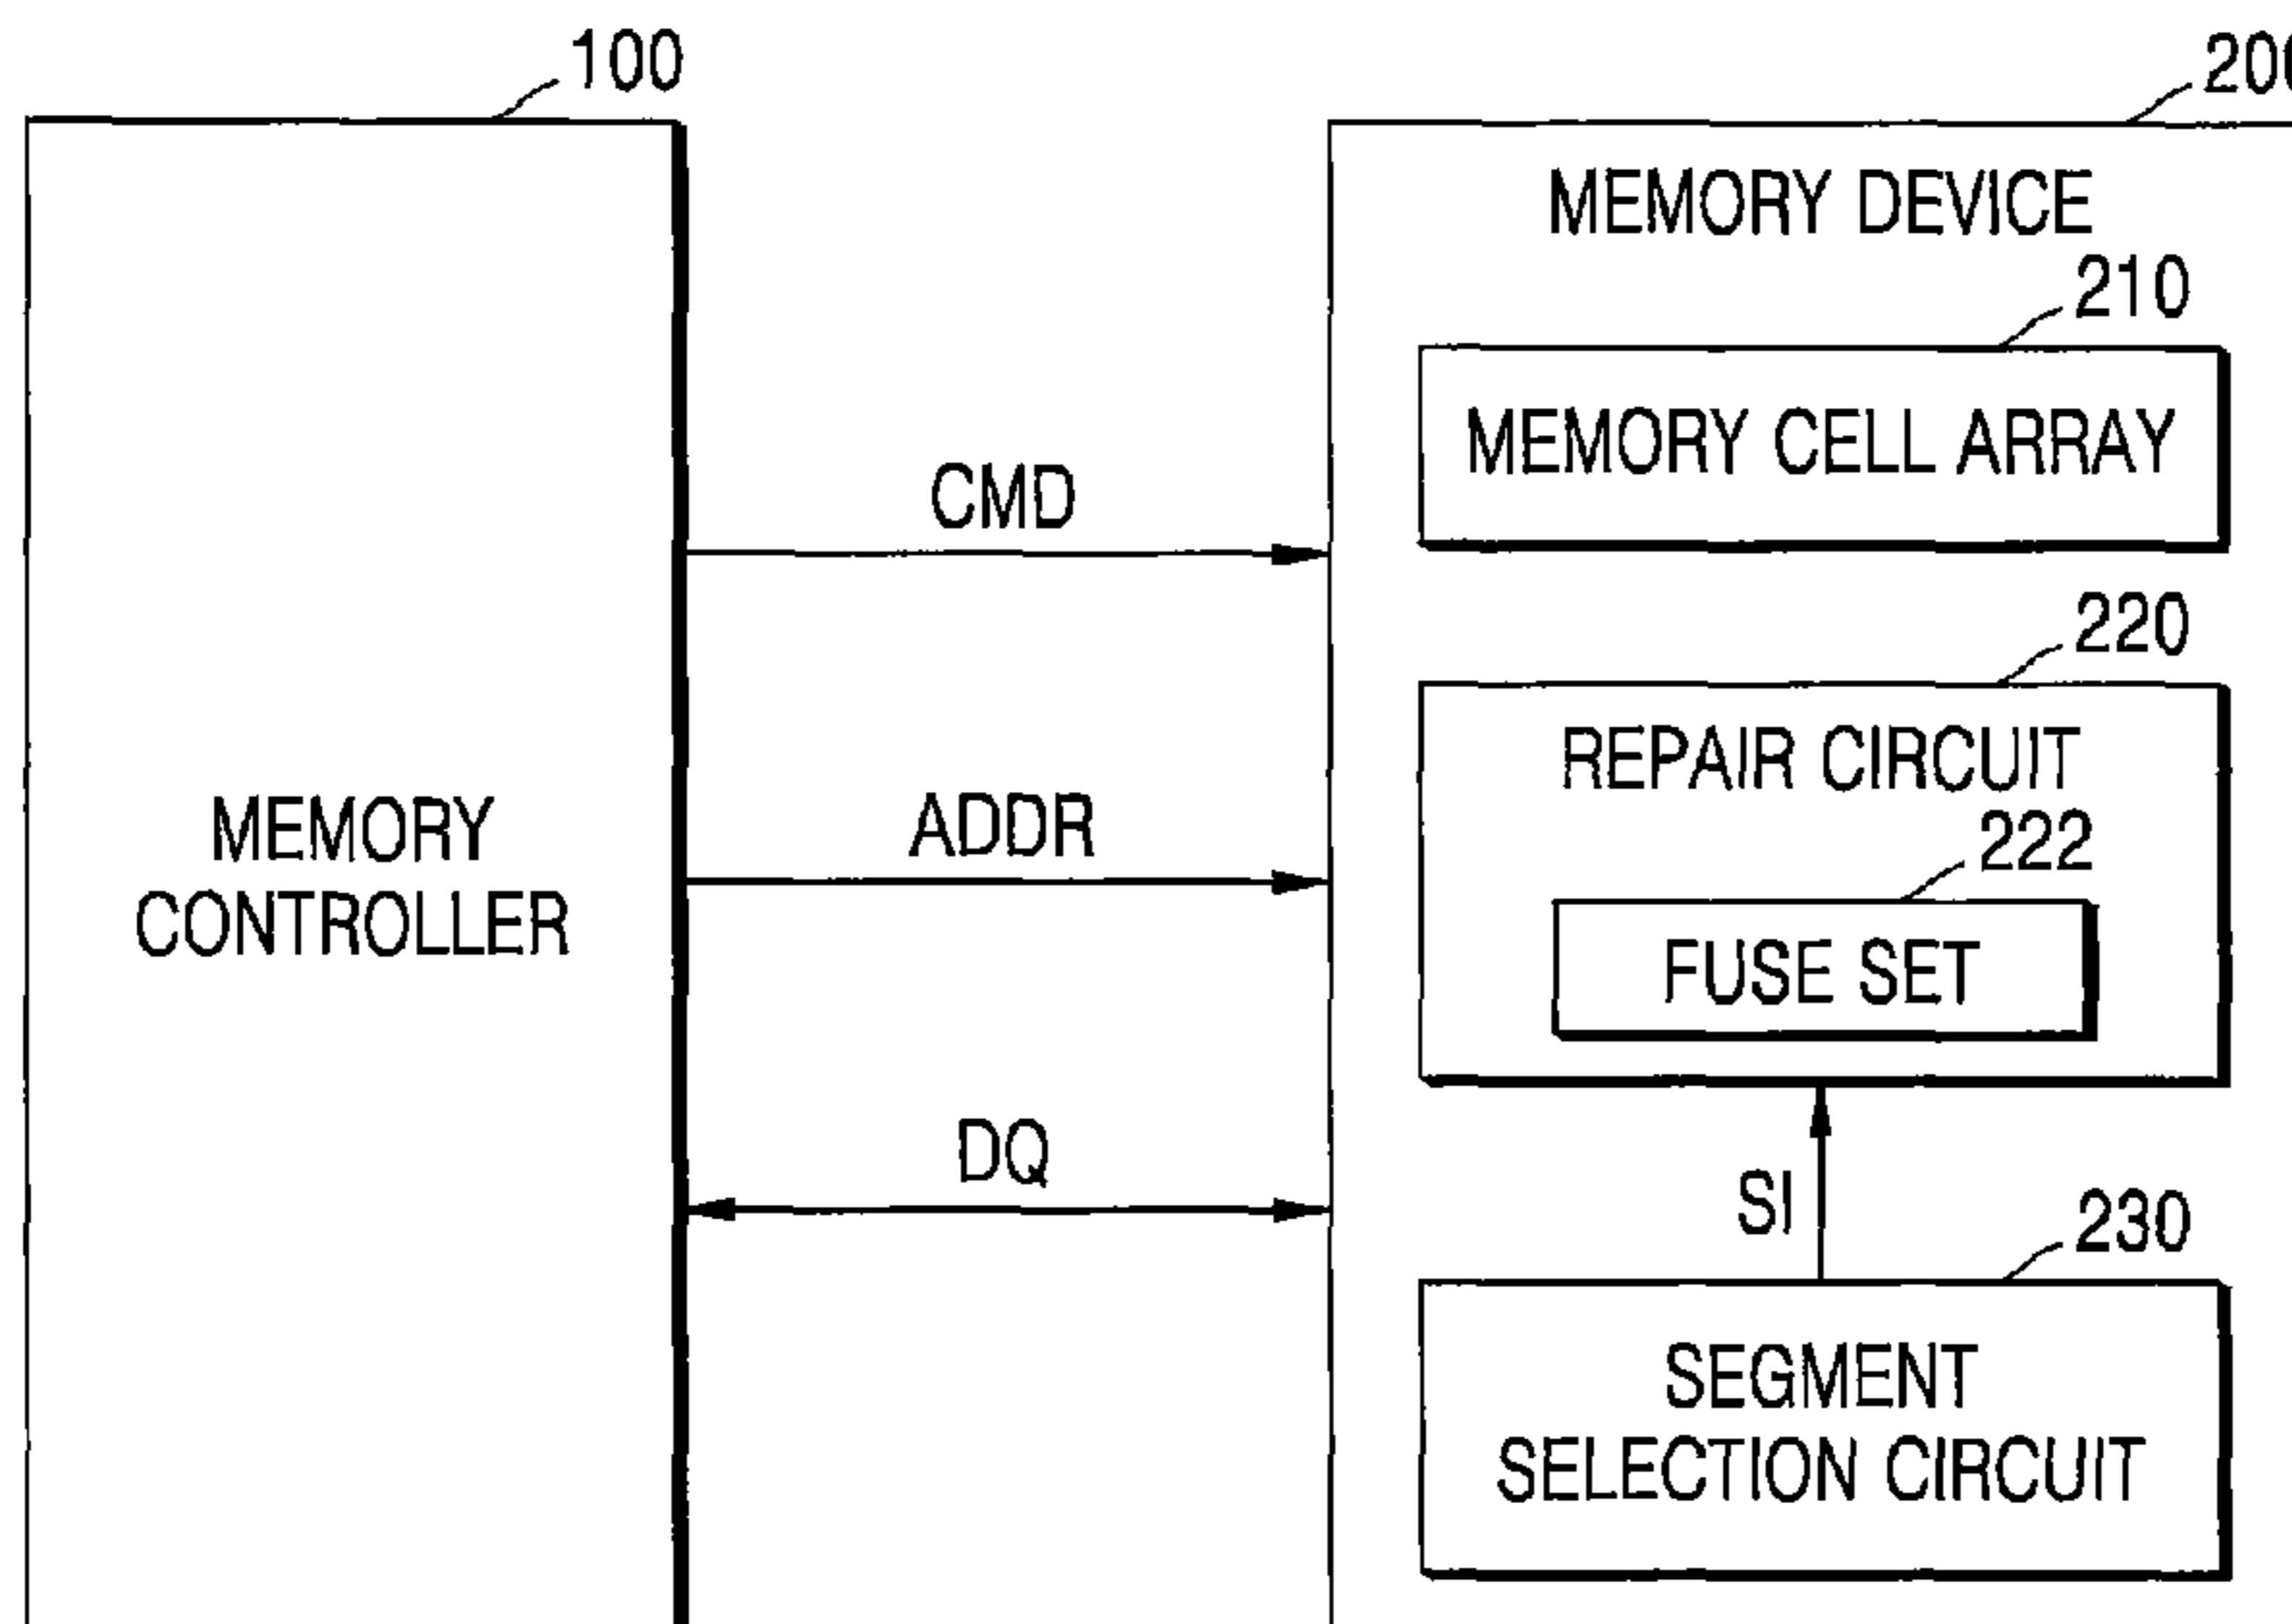 100
200
MEMORY DEVICE
210
MEMORY CELL ARRAY
CMD
220
REPAIR CIRCUIT
MEMORY
CONTROLLER
ADDR
222
FUSE SET
DQ
SI
230
SEGMENT
SELECTION CIRCUIT